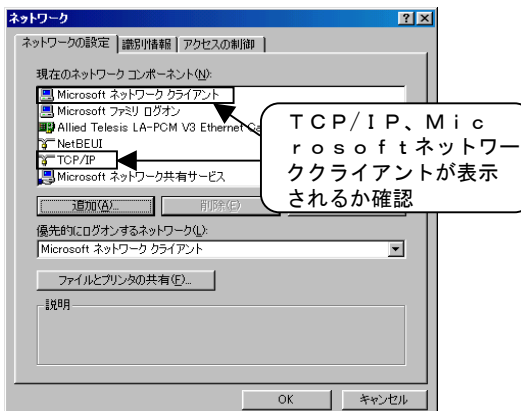 ネットワーク
ネットワークの設定 識別情報 アクセスの制御
現在のネットワーク コンポーネント(N):
Microsoft ネットワーク クライアント
Microsoft ファミリ ログオン
Allied Telesis LA-PCM V3 Ethernet
NetBEUI
TCP/IP
Microsoft ネットワーク共有サービス
TCP/IP、Mic
rosoftネットワー
ククライアントが表示
されるか確認
追加(A)... 削除(E)
優先的にログオンするネットワーク(L):
Microsoft ネットワーク クライアント
ファイルとプリンタの共有(F)...
説明
OK キャンセル